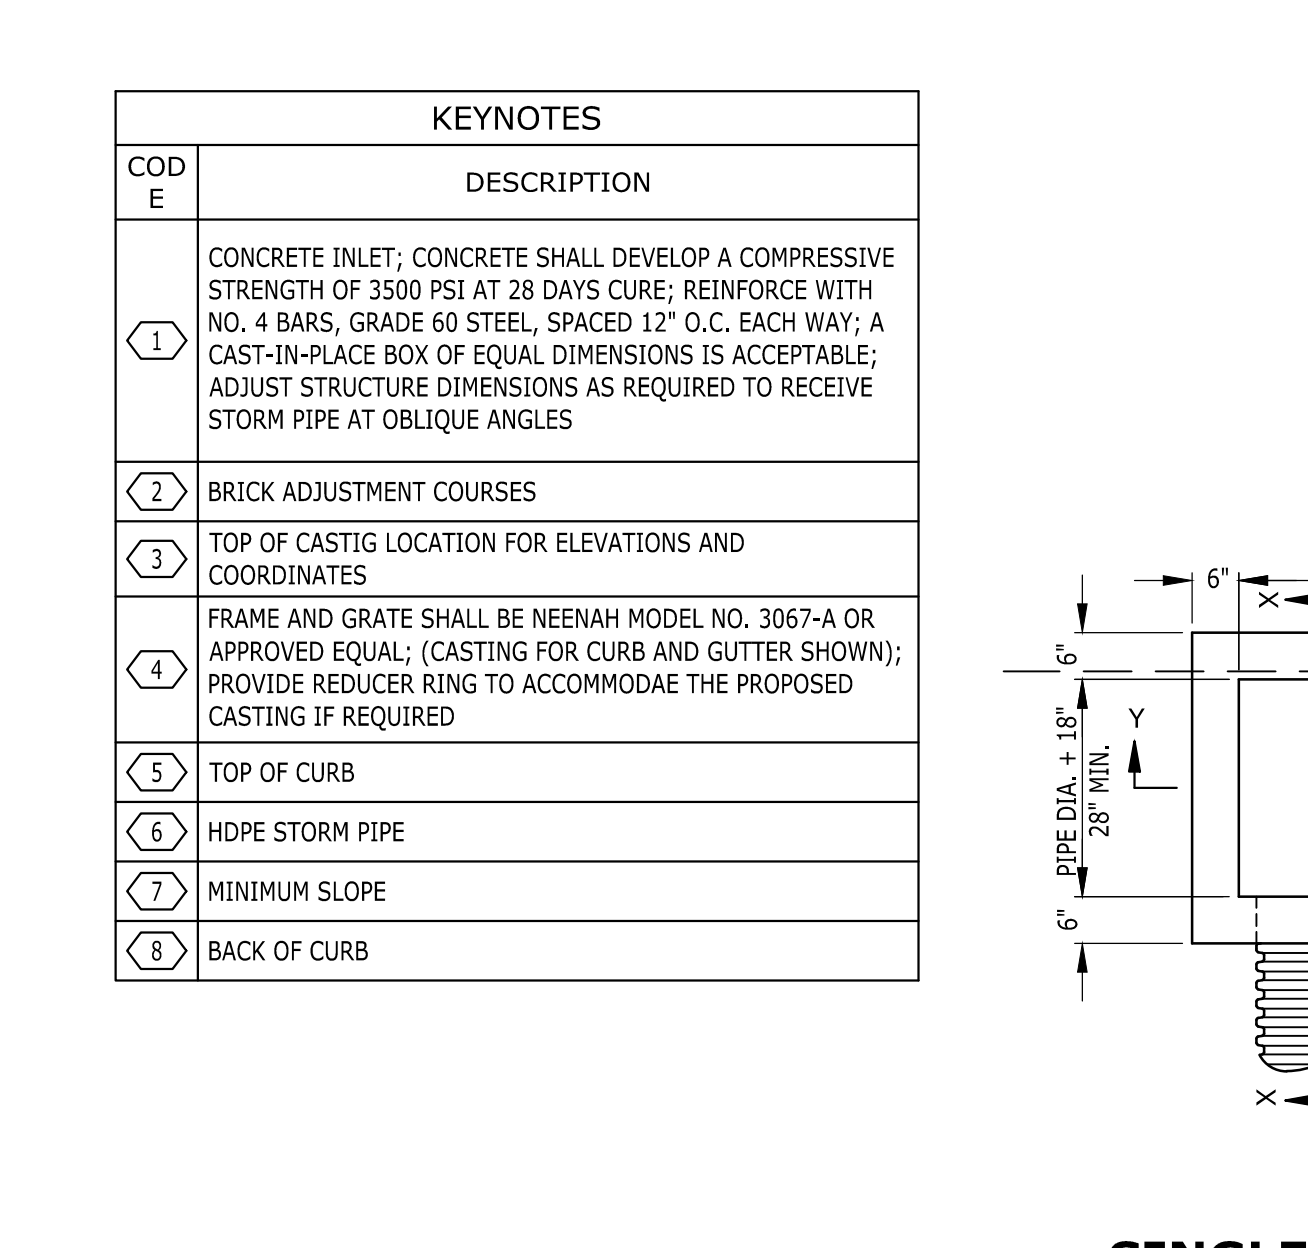 KEYNOTES
COD
E
DESCRIPTION
1
CONCRETE INLET; CONCRETE SHALL DEVELOP A COMPRESSIVE
STRENGTH OF 3500 PSI AT 28 DAYS CURE; REINFORCE WITH
NO. 4 BARS, GRADE 60 STEEL, SPACED 12" O.C. EACH WAY; A
CAST-IN-PLACE BOX OF EQUAL DIMENSIONS IS ACCEPTABLE;
ADJUST STRUCTURE DIMENSIONS AS REQUIRED TO RECEIVE
STORM PIPE AT OBLIQUE ANGLES
2
BRICK ADJUSTMENT COURSES
3
TOP OF CASTIG LOCATION FOR ELEVATIONS AND
COORDINATES
4
FRAME AND GRATE SHALL BE NEENAH MODEL NO. 3067-A OR
APPROVED EQUAL; (CASTING FOR CURB AND GUTTER SHOWN);
PROVIDE REDUCER RING TO ACCOMMODAE THE PROPOSED
CASTING IF REQUIRED
5
TOP OF CURB
6
HDPE STORM PIPE
7
MINIMUM SLOPE
8
BACK OF CURB
6"
X
6"
Y
PIPE DIA. + 18"
28" MIN.
6"
X